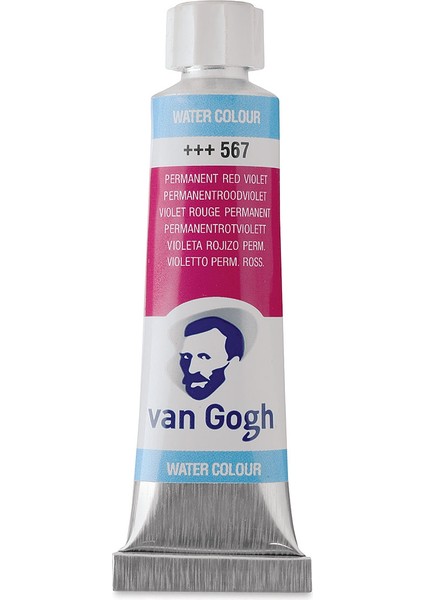 WATER COLOUR
+++ 567
PERMANENT RED VIOLET
PERMANENTROODVIOLET
VIOLET ROUGE PERMANENT
PERMANENTROTVIOLETT
VIOLETA ROJIZO PERM.
VIOLETTO PERM. ROSS.
van Gogh
WATER COLOUR